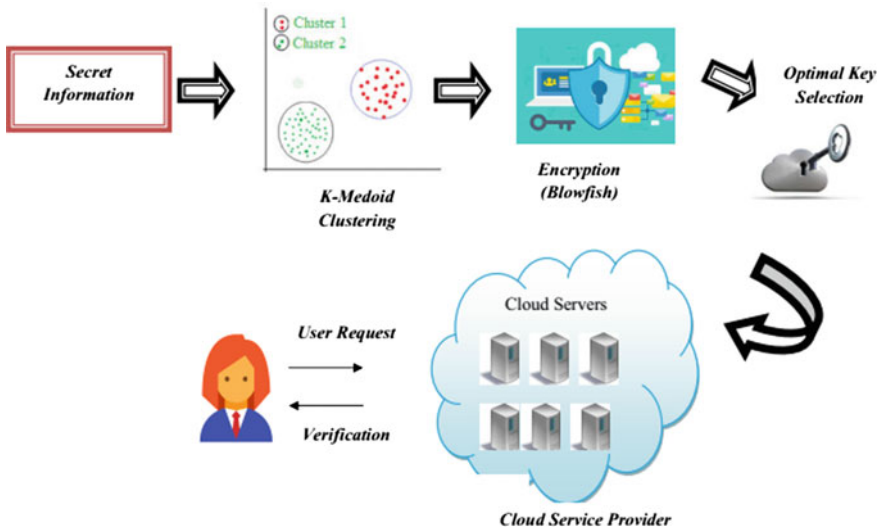 Secret
Information
Cluster 1
Cluster 2
K-Medoid
Clustering
Encryption
(Blowfish)
Optimal Key
Selection
Cloud Servers
User Request
Verification
Cloud Service Provider